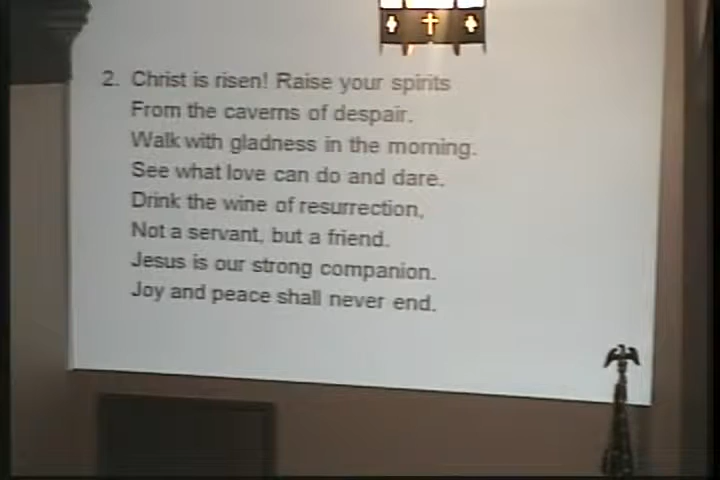 2. Christ is risen! Raise your spirits
From the caverns of despair.
Walk with gladness in the morning.
See what love can do and dare.
Drink the wine of resurrection,
Not a servant, but a friend.
Jesus is our strong companion.
Joy and peace shall never end.